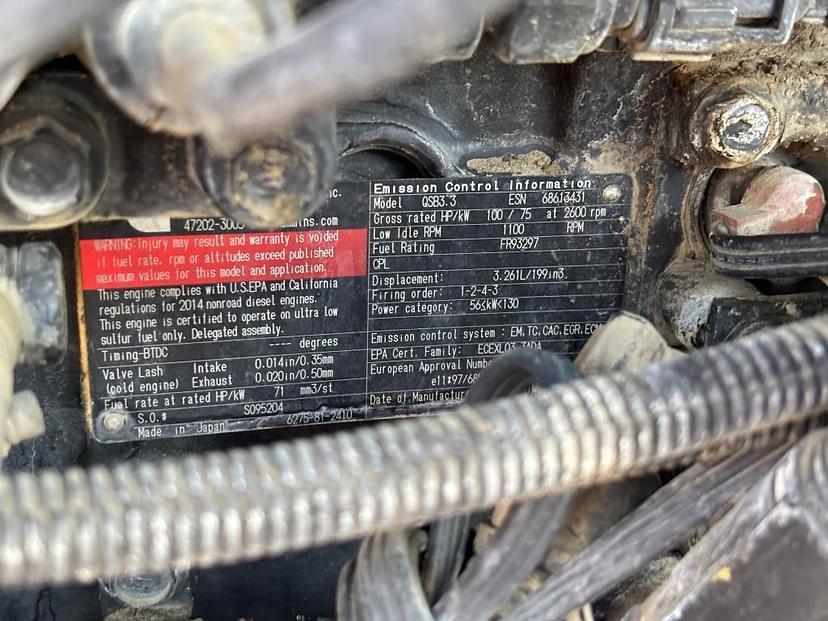 47202-3005
WARNING: Injury may result and warranty is voided
if fuel rate, rpm or altitudes exceed published
maximum values for this model and application.
This engine complies with U.S.EPA and California
regulations for 2014 nonroad diesel engines.
This engine is certified to operate on ultra low
sulfur fuel only. Delegated assembly.
Timing-BTDC ---- degrees
Valve Lash Intake 0.014in/0.35mm
(cold engine) Exhaust 0.020in/0.50mm
Fuel rate at rated HP/kW 71 mm3/st
S.O.# S095204
Made in Japan 6275-81-2410
Emission Control Information
Model QSB3.3 ESN 68613431
Gross rated HP/kW 100 / 75 at 2600 rpm
Low Idle RPM 1100 RPM
Fuel Rating FR93297
CPL
Displacement: 3.261L/199in3.
Firing order: 1-2-4-3
Power category: 56≤kW<130
Emission control system : EM, TC, CAC, EGR, ECM
EPA Cert. Family:
European Approval
e11#97/68
Date of Manufacture